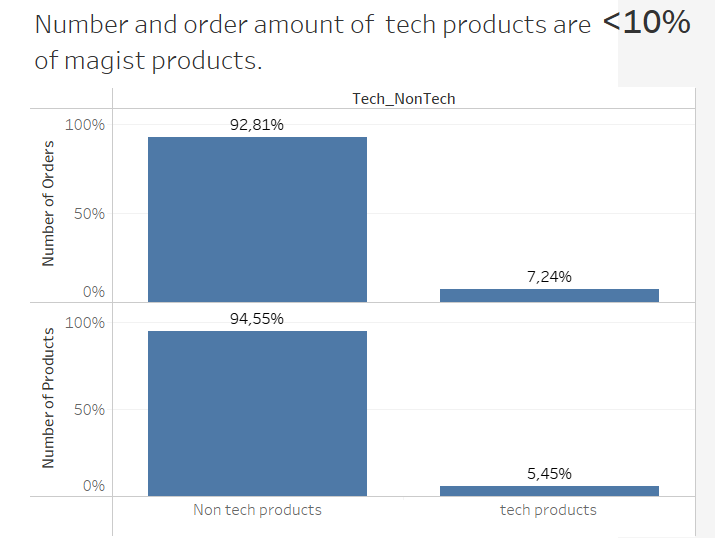 Number and order amount of tech products are <10%
of magist products.
Tech_NonTech
Number of Orders
100%
50%
0%
92,81%
7,24%
Number of Products
100%
50%
0%
94,55%
5,45%
Non tech products
tech products